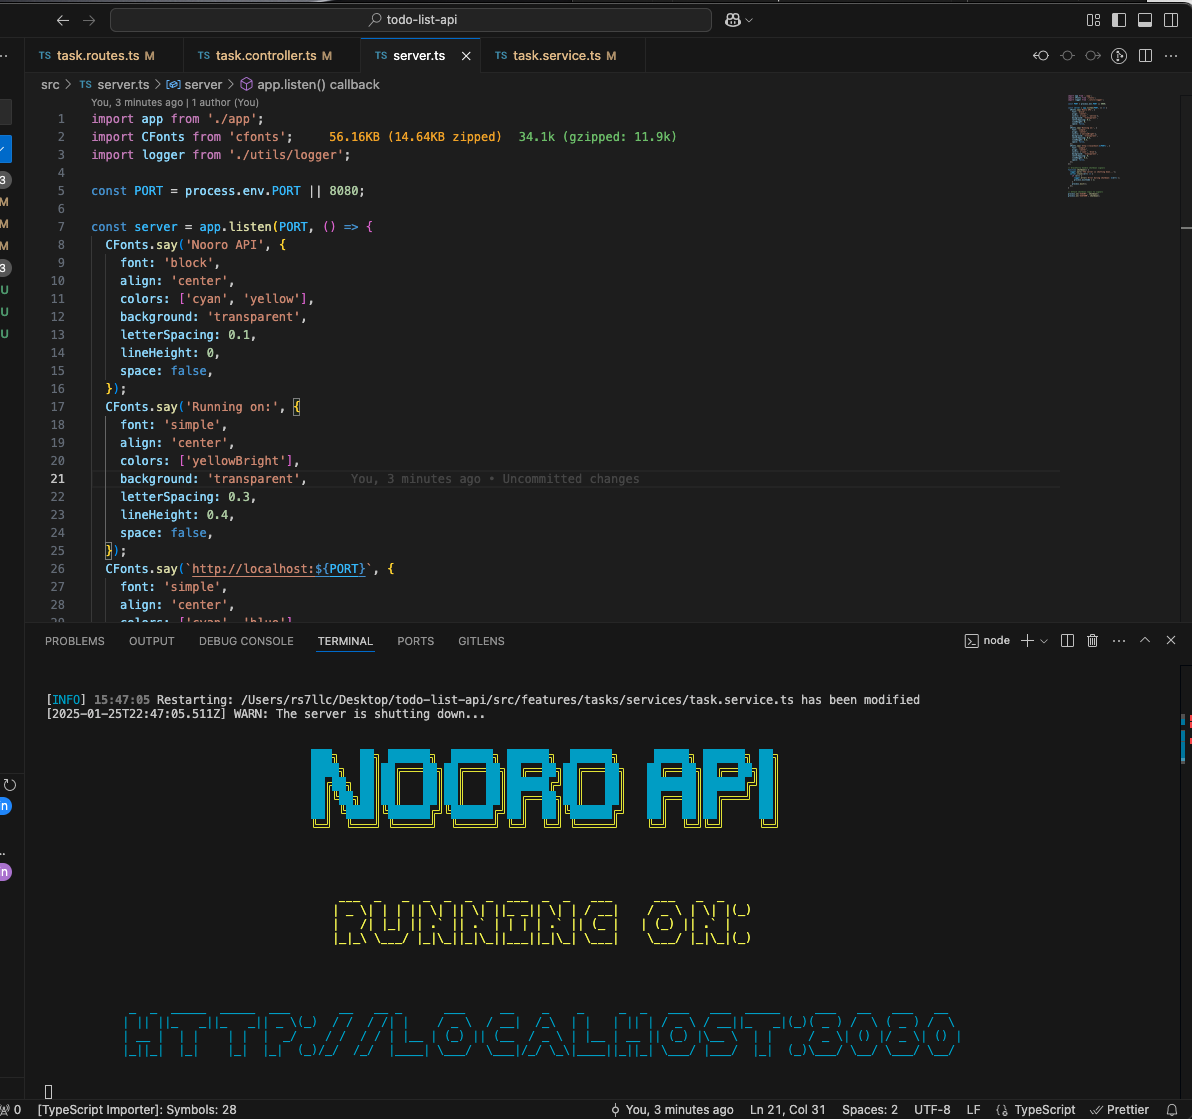 todo-list-api
TS task.routes.ts M
TS task.controller.ts M
TS server.ts
TS task.service.ts M
src > TS server.ts > server > app.listen() callback
You, 3 minutes ago | 1 author (You)
1 import app from './app';
2 import CFonts from 'cfonts'; 56.16KB (14.64KB zipped) 34.1k (gzipped: 11.9k)
3 import logger from './utils/logger';
4
5 const PORT = process.env.PORT || 8080;
6
7 const server = app.listen(PORT, () => {
8 CFonts.say('Nooro API', {
9 font: 'block',
10 align: 'center',
11 colors: ['cyan', 'yellow'],
12 background: 'transparent',
13 letterSpacing: 0.1,
14 lineHeight: 0,
15 space: false,
16 });
17 CFonts.say('Running on:', {
18 font: 'simple',
19 align: 'center',
20 colors: ['yellowBright'],
21 background: 'transparent', You, 3 minutes ago • Uncommitted changes
22 letterSpacing: 0.3,
23 lineHeight: 0.4,
24 space: false,
25 });
26 CFonts.say(`http://localhost:${PORT}`, {
27 font: 'simple',
28 align: 'center',
3
M
M
M
3
U
U
U
PROBLEMS OUTPUT DEBUG CONSOLE TERMINAL PORTS GITLENS
node
[INFO] 15:47:05 Restarting: /Users/rs7llc/Desktop/todo-list-api/src/features/tasks/services/task.service.ts has been modified
[2025-01-25T22:47:05.511Z] WARN: The server is shutting down...
NOORO API
RUNNING ON:
HTTP://LOCALHOST:8080
n
n
0 [TypeScript Importer]: Symbols: 28 You, 3 minutes ago Ln 21, Col 31 Spaces: 2 UTF-8 LF {} TypeScript Prettier